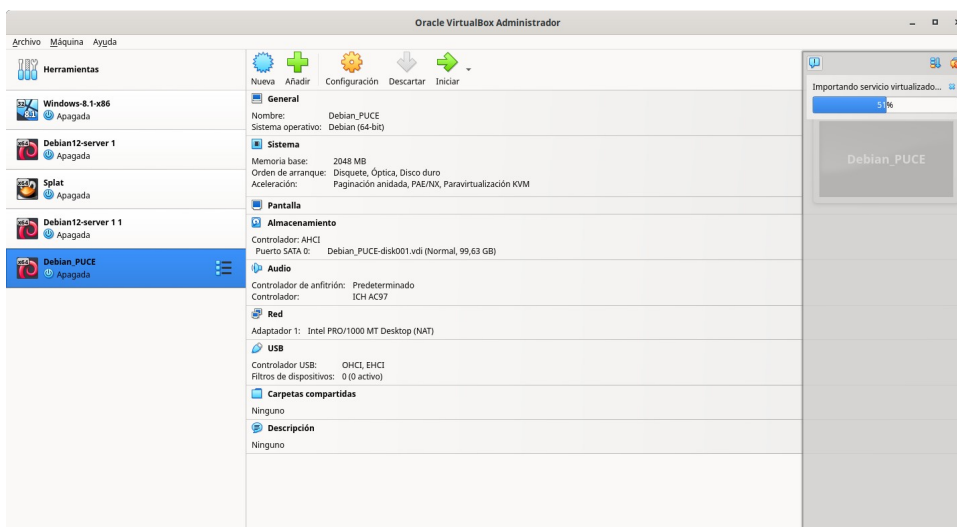 Oracle VirtualBox Administrador
Archivo Máquina Ayuda
Herramientas
Nueva Añadir Configuración Descartar Iniciar
Windows-8.1-x86
Apagada
Debian12-server 1
Apagada
Splat
Apagada
Debian12-server 1 1
Apagada
Debian_PUCE
Apagada
General
Nombre: Debian_PUCE
Sistema operativo: Debian (64-bit)
Sistema
Memoria base: 2048 MB
Orden de arranque: Disquete, Óptica, Disco duro
Aceleración: Paginación anidada, PAE/NX, Paravirtualización KVM
Pantalla
Almacenamiento
Controlador: AHCI
Puerto SATA 0: Debian_PUCE-disk001.vdi (Normal, 99,63 GB)
Audio
Controlador de anfitrión: Predeterminado
Controlador: ICH AC97
Red
Adaptador 1: Intel PRO/1000 MT Desktop (NAT)
USB
Controlador USB: OHCI, EHCI
Filtros de dispositivos: 0 (0 activo)
Carpetas compartidas
Ninguno
Descripción
Ninguno
Importando servicio virtualizado...
51%
Debian_PUCE